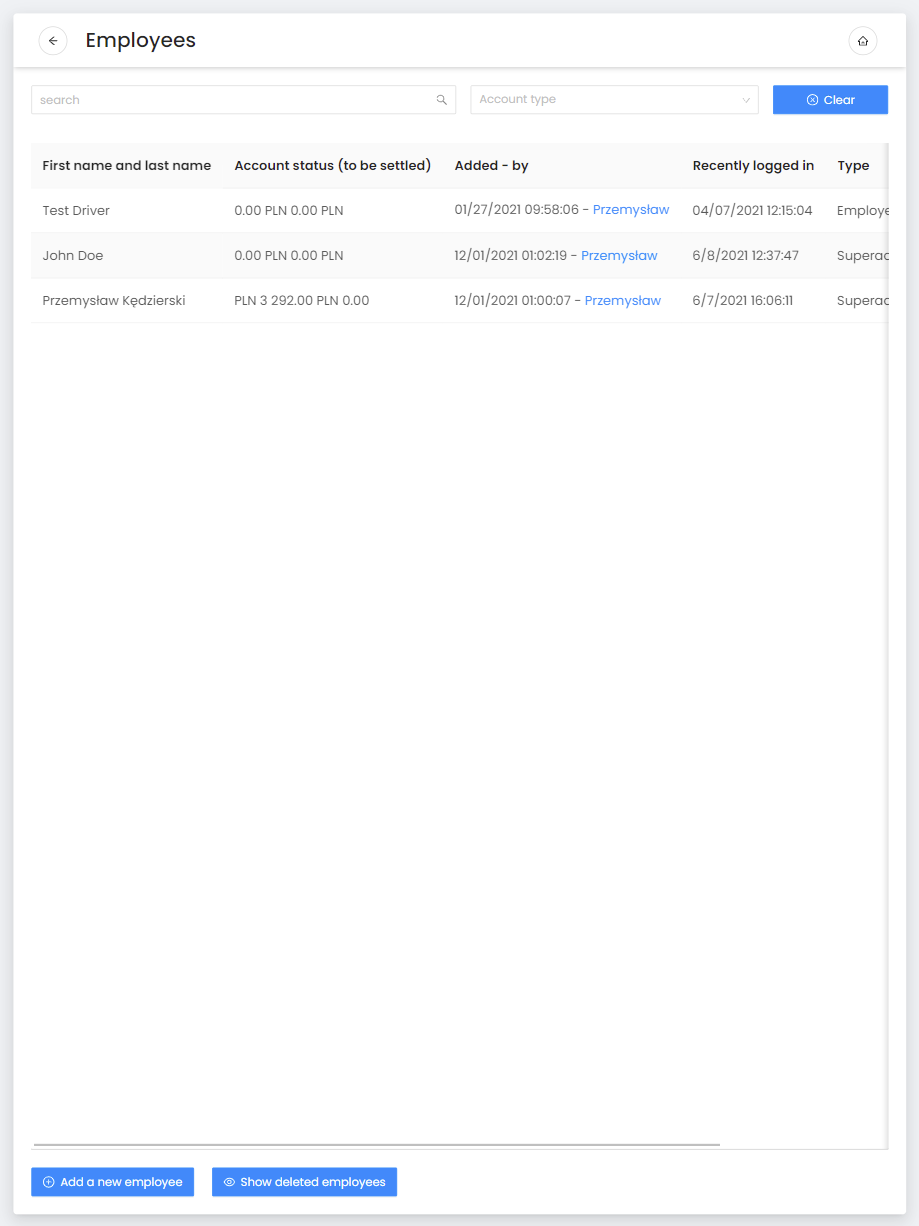 Employees
search Account type Clear
First name and last name Account status (to be settled) Added - by Recently logged in Type
Test Driver 0.00 PLN 0.00 PLN 01/27/2021 09:58:06 - Przemysław 04/07/2021 12:15:04 Employe
John Doe 0.00 PLN 0.00 PLN 12/01/2021 01:02:19 - Przemysław 6/8/2021 12:37:47 Superac
Przemysław Kędzierski PLN 3 292.00 PLN 0.00 12/01/2021 01:00:07 - Przemysław 6/7/2021 16:06:11 Superac
Add a new employee Show deleted employees